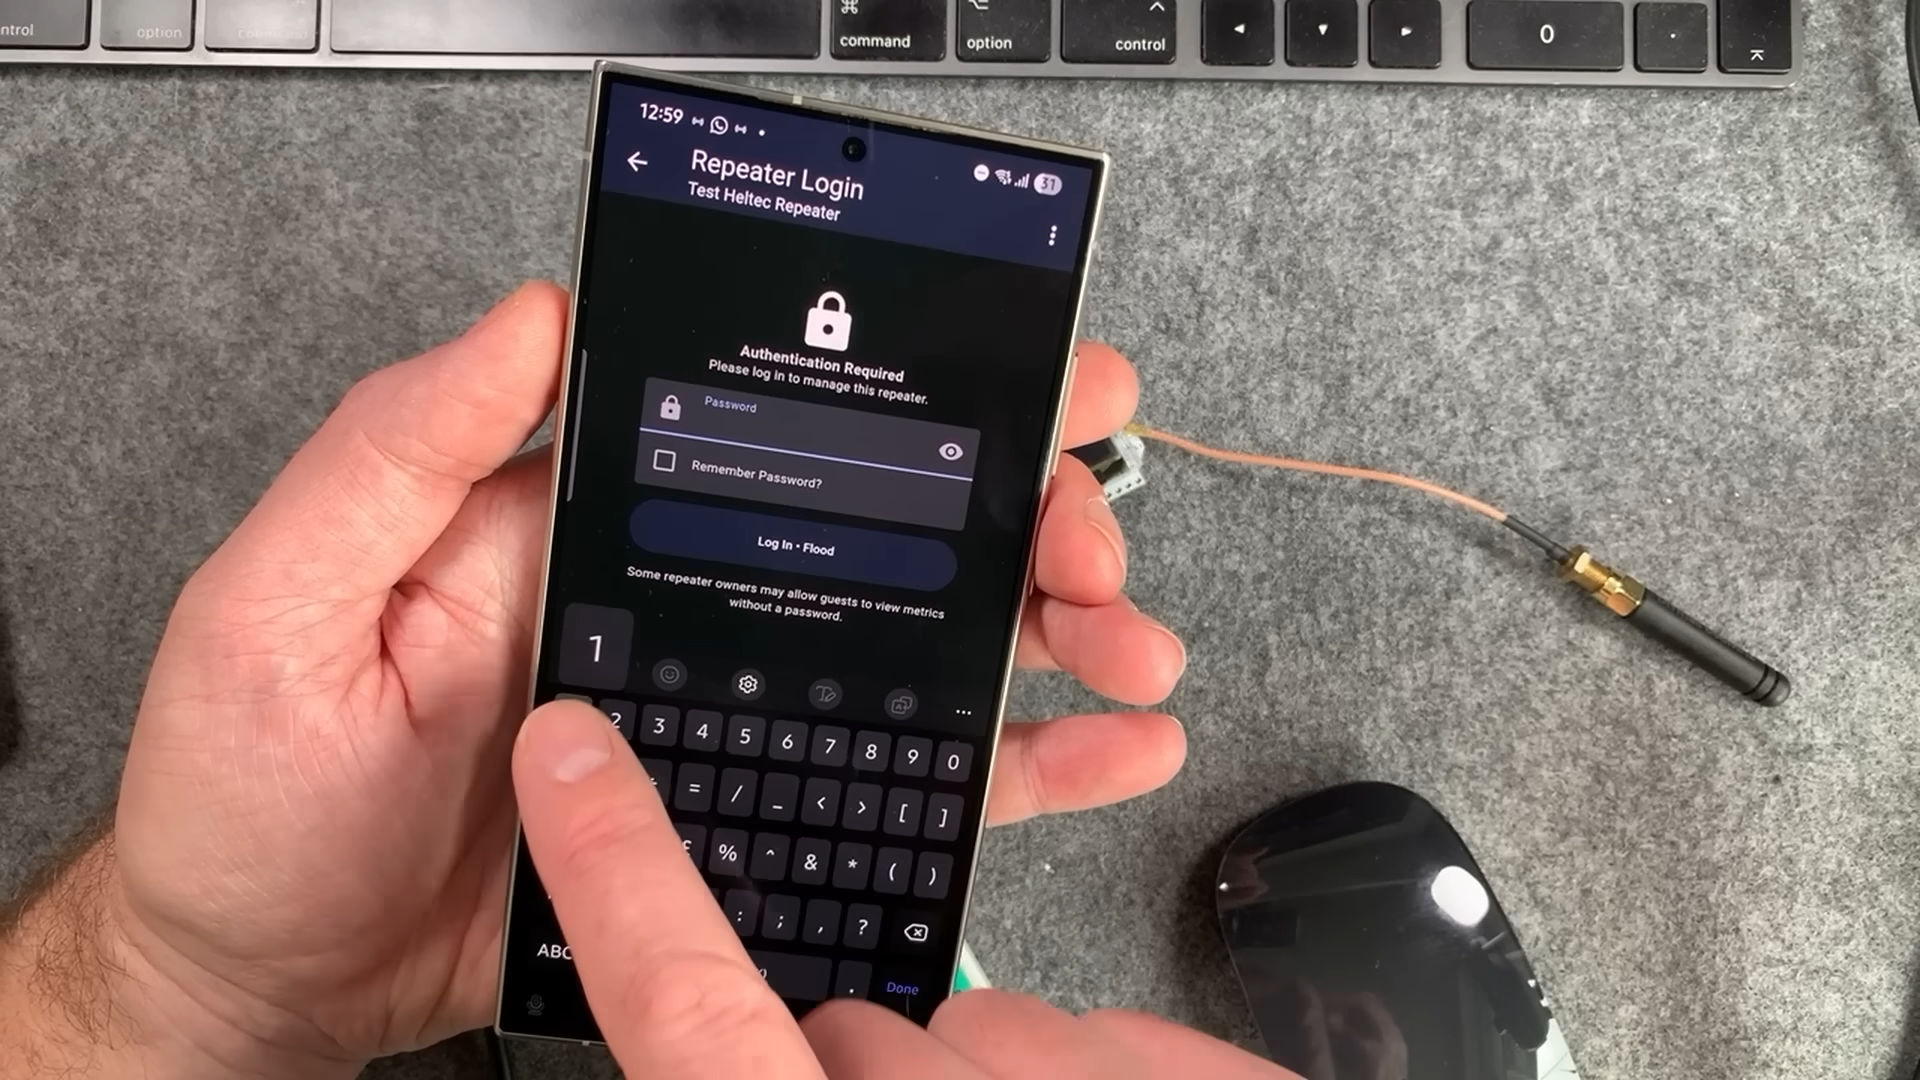 ntrol
option
command
⌘
command
⌥
option
^
control
◄
▼
►
0
.
12:59
31
Repeater Login
Test Heltec Repeater
Authentication Required
Please log in to manage this repeater.
Password
Remember Password?
Log In • Flood
Some repeater owners may allow guests to view metrics
without a password.
1
2 3 4 5 6 7 8 9 0
= / _ < > [ ]
£ % ^ & * ( )
: ; , ?
ABC
.
Done